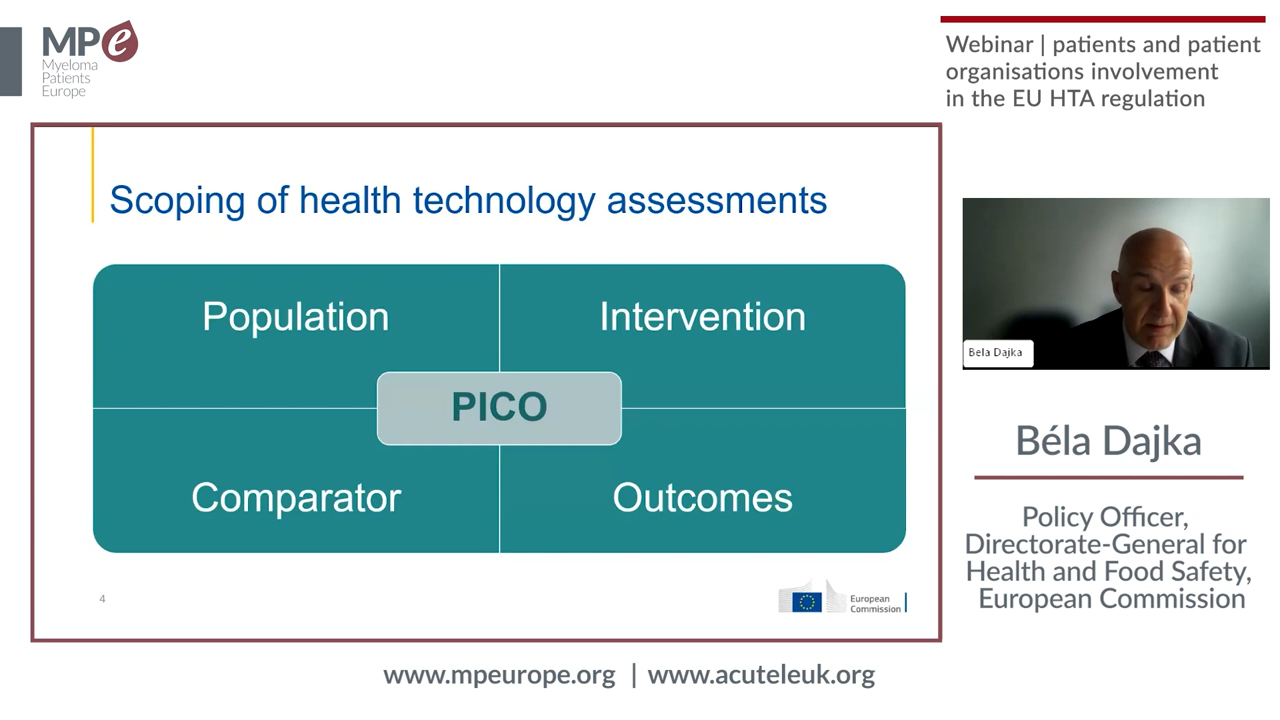 MPe
Myeloma
Patients
Europe
Webinar | patients and patient
organisations involvement
in the EU HTA regulation
Scoping of health technology assessments
Population
Intervention
PICO
Comparator
Outcomes
4
European
Commission
Bela Dajka
Béla Dajka
Policy Officer,
Directorate-General for
Health and Food Safety,
European Commission
www.mpeurope.org | www.acuteleuk.org